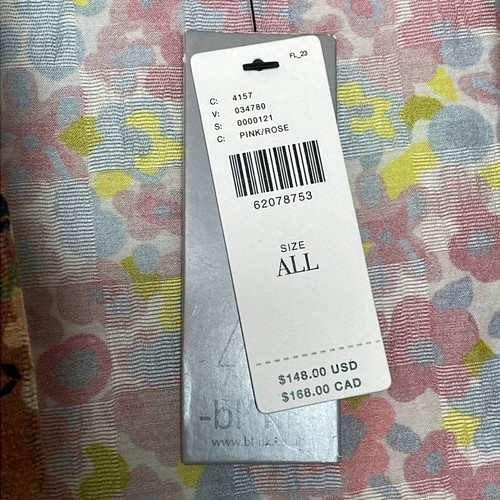 FL_23
C: 4157
V: 034780
S: 0000121
C: PINK/ROSE
62078753
SIZE
ALL
$148.00 USD
$168.00 CAD